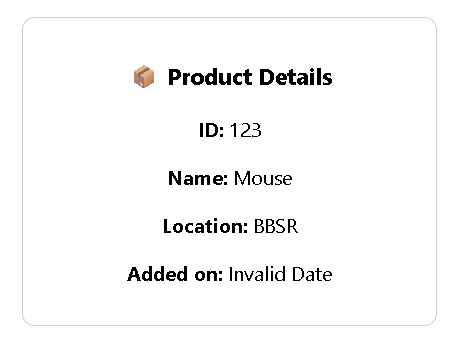 📦 Product Details
ID: 123
Name: Mouse
Location: BBSR
Added on: Invalid Date